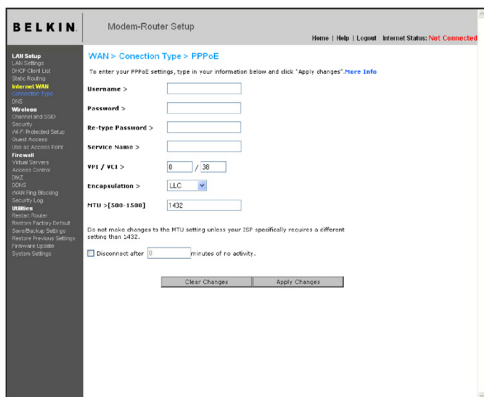 BELKIN.
Modem-Router Setup
Home | Help | Logout Internet Status: Not Connected
LAN Setup
LAN Settings
DHCP Client List
Static Routing
Internet WAN
Connection Type
DNS
Wireless
Channel and SSID
Security
Wi-Fi Protected Setup
Guest Access
Use as Access Point
Firewall
Virtual Servers
Access Control
DMZ
DDNS
WAN Ping Blocking
Security Log
Utilities
Restart Router
Restore Factory Default
Save/Backup Settings
Restore Previous Settings
Firmware Update
System Settings
WAN > Conection Type > PPPoE
To enter your PPPoE settings, type in your information below and click "Apply changes".More Info
Username >
Password >
Re-type Password >
Service Name >
VPI / VCI > 8 / 38
Encapsulation > LLC
MTU >[500-1500] 1432
Do not make changes to the MTU setting unless your ISP specifically requires a different
setting than 1432.
Disconnect after 0 minutes of no activity.
Clear Changes Apply Changes